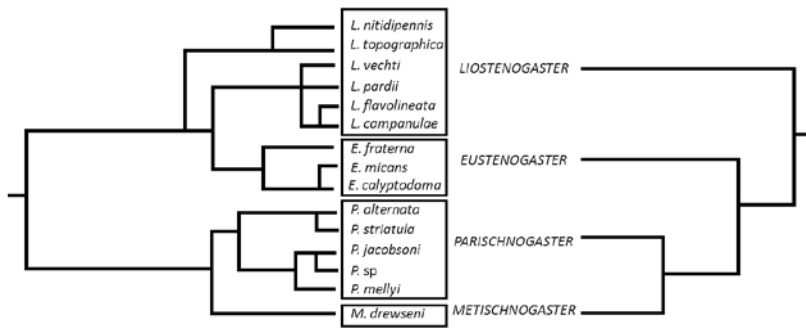 L. nitidipennis
L. topographica
L. vechti
L. pardii
L. flavolineata
L. campanulae
E. fraterna
E. micans
E. calyptodoma
P. alternata
P. striatula
P. jacobsoni
P. sp
P. mellyi
M. drewseni
LIOSTENOGASTER
EUSTENOGASTER
PARISCHNOGASTER
METISCHNOGASTER